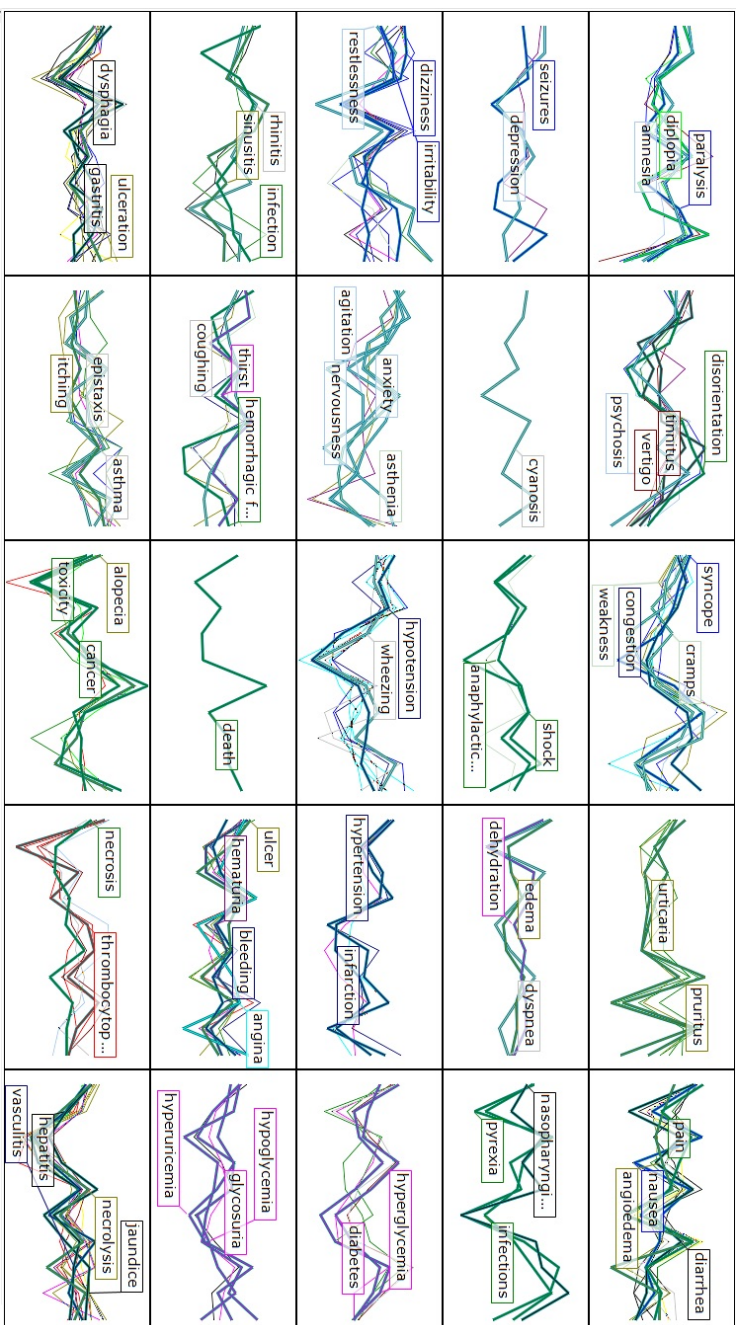 paralysis
diplopia
amnesia
disorientation
tinnitus
vertigo
psychosis
syncope
cramps
congestion
weakness
pruritus
urticaria
diarrhea
pain
nausea
angioedema
seizures
depression
cyanosis
shock
anaphylactic...
edema
dyspnea
dehydration
nasopharyngi...
pyrexia
infections
dizziness
irritability
restlessness
asthenia
anxiety
nervousness
agitation
hypotension
wheezing
hypertension
infarction
hyperglycemia
diabetes
rhinitis
infection
sinusitis
thirst
hemorrhagic f...
coughing
death
ulcer
angina
bleeding
hematuria
hypoglycemia
glycosuria
hyperuricemia
ulceration
dysphagia
gastritis
asthma
epistaxis
itching
alopecia
cancer
toxicity
necrosis
thrombocytop...
jaundice
necrolysis
hepatitis
vasculitis